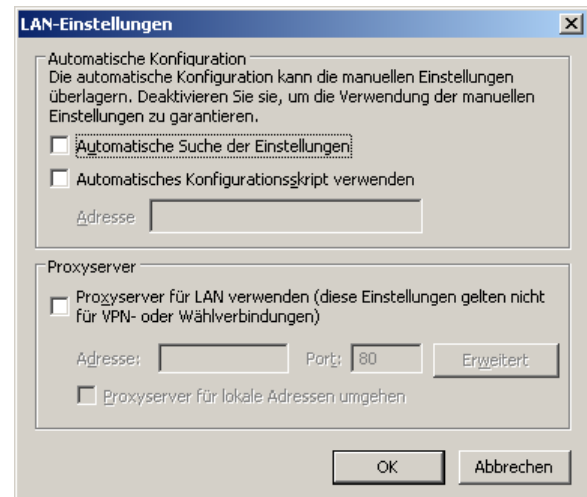 LAN-Einstellungen
Automatische Konfiguration
Die automatische Konfiguration kann die manuellen Einstellungen
überlagern. Deaktivieren Sie sie, um die Verwendung der manuellen
Einstellungen zu garantieren.
Automatische Suche der Einstellungen
Automatisches Konfigurationsskript verwenden
Adresse
Proxyserver
Proxyserver für LAN verwenden (diese Einstellungen gelten nicht
für VPN- oder Wählverbindungen)
Adresse: Port: 80 Erweitert
Proxyserver für lokale Adressen umgehen
OK Abbrechen